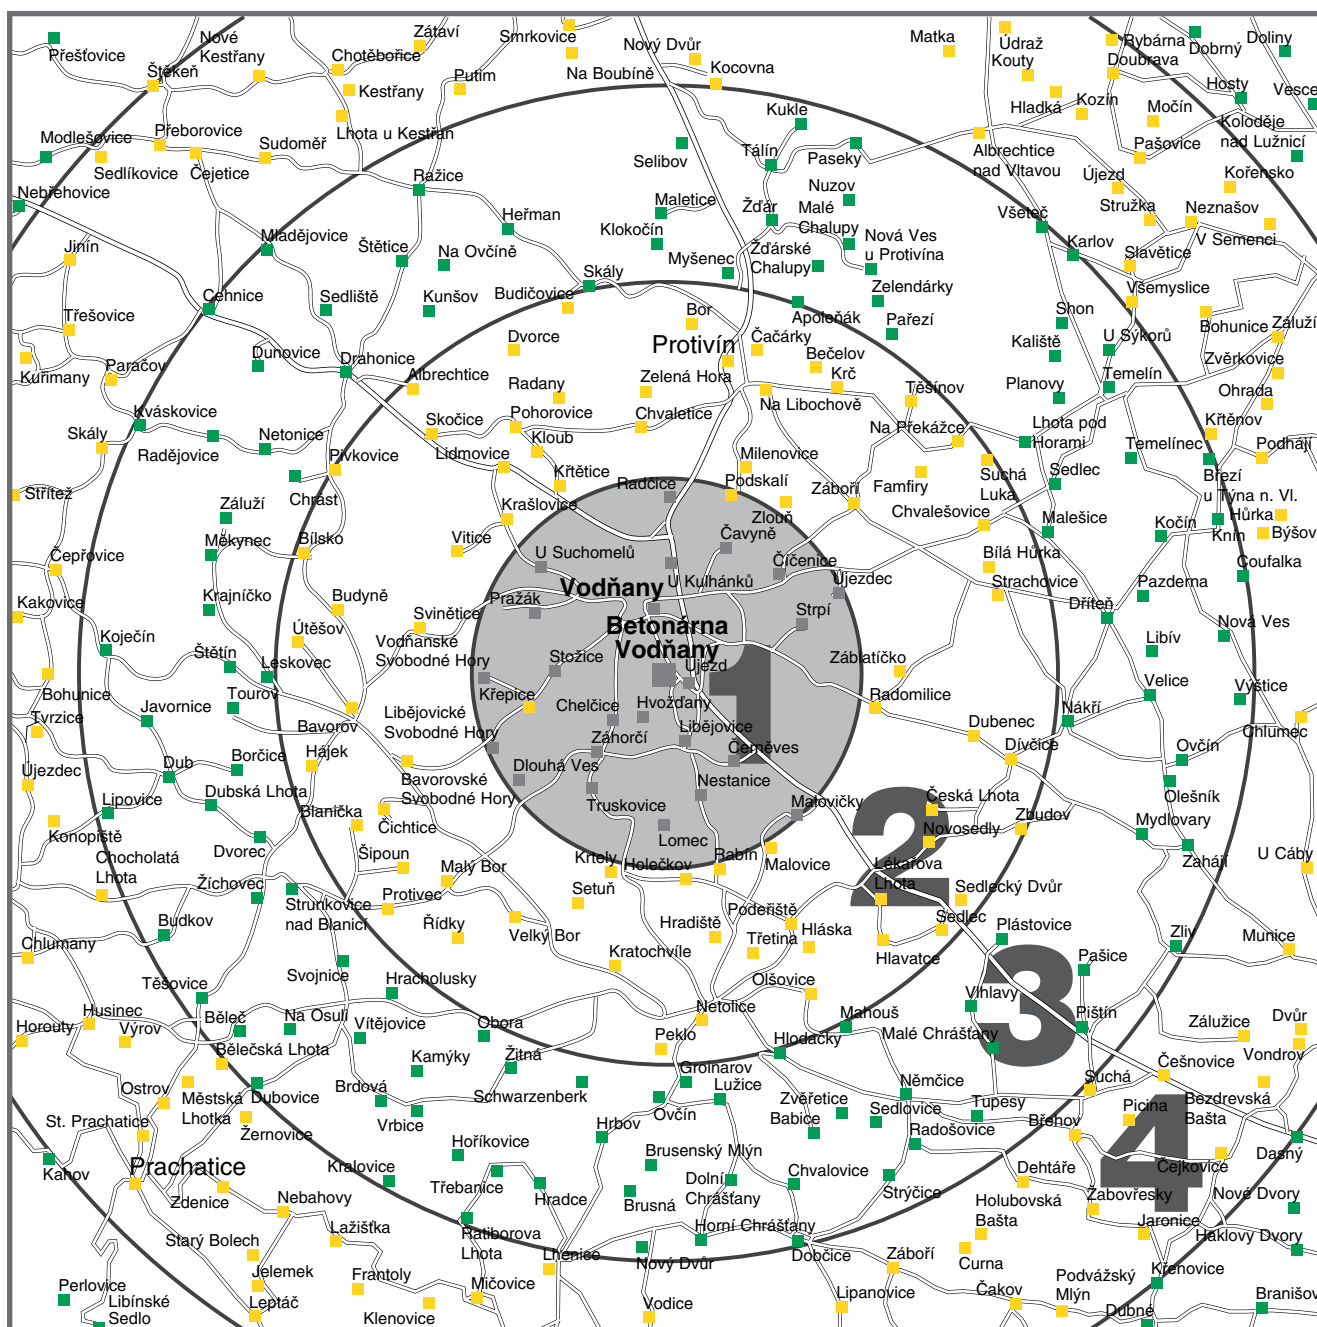 Přešťovice
Nové
Kestřany
Zátaví
Smrkovice
Nový Dvůr
Matka
Údraž
Kouty
Rybárna
Dobrný
Doliny
Štěkeň
Chotěbořice
Putim
Na Boubíně
Kocovna
Doubrava
Hosty
Vesce
Kestřany
Kukle
Hladká
Kozín
Močín
Koloděje
nad Lužnicí
Modlešovice
Přeborovice
Sudoměř
Lhota u Kestřan
Selibov
Tálín
Paseky
Albrechtice
nad Vltavou
Pašovice
Sedlíkovice
Čejetice
Ražice
Maletice
Nuzov
Újezd
Kořensko
Nebřehovice
Heřman
Žďár
Malé
Chalupy
Všeteč
Stružka
Neznašov
Jinín
Mladějovice
Štětice
Na Ovčíně
Klokočín
Myšenec
Žďárské
Chalupy
Nová Ves
u Protivína
Karlov
Slavětice
V Semenci
Cehnice
Sedliště
Kunšov
Budičovice
Skály
Zelendárky
Všemyslice
Třešovice
Dvorce
Bor
Apoleňák
Pařezí
Shon
Bohunice
Záluží
Kuřimany
Paračov
Dunovice
Drahonice
Protivín
Čačárky
Bečelov
Kaliště
U Sýkorů
Zvěrkovice
Albrechtice
Radany
Zelená Hora
Krč
Těšínov
Planovy
Temelín
Ohrada
Kváskovice
Skočice
Pohorovice
Chvaletice
Na Libochově
Na Překážce
Lhota pod
Horami
Křtěnov
Skály
Radějovice
Netonice
Kloub
Lidmovice
Milenovice
Temelínec
Podhájí
Pivkovice
Křtětice
Radčice
Podskalí
Záboří
Famfiry
Suchá
Luka
Sedlec
Březí
u Týna n. Vl.
Střítež
Chrást
Záluží
Krašlovice
Zlouň
Chvalešovice
Malešice
Kočín
Hůrka
Knín
Býšov
Čepřovice
Měkynec
Bílsko
Vitice
U Suchomelů
Čavyně
Číčenice
Bílá Hůrka
Coufalka
Kakovice
Krajníčko
Budyně
Svinětice
Pražák
Vodňany
U Kulhánků
Újezdec
Strachovice
Pazderna
Koječín
Štětín
Útěšov
Vodňanské
Svobodné Hory
Betonárna
Vodňany
Strpí
Dříteň
Nová Ves
Leskovec
Stožice
Újezd
1
Záblatíčko
Libív
Bohunice
Tourov
Křepice
Radomilice
Velice
Výštice
Tvrzice
Javornice
Bavorov
Libějovické
Svobodné Hory
Chelčice
Hvožďany
Libějovice
Dubenec
Nákří
Chlumec
Újezdec
Dub
Borčice
Hájek
Záhorčí
Černěves
Dívčice
Ovčín
Lipovice
Dubská Lhota
Blanička
Bavorovské
Svobodné Hory
Dlouhá Ves
Nestanice
Malovičky
2
Česká Lhota
Olešník
Konopiště
Čichtice
Truskovice
Novosedly
Zbudov
Mydlovary
Chocholatá
Lhota
Dvorec
Šipoun
Malý Bor
Lomec
Krtely
Holečkov
Rabín
Malovice
Lékařova
Lhota
Zahájí
U Cáby
Žíchovec
Strunkovice
nad Blanicí
Protivec
Setuň
Sedlecký Dvůr
Budkov
Řídky
Velký Bor
Hradiště
Podeřiště
Hláska
Sedlec
Plástovice
Chlumany
Kratochvíle
Třetina
Hlavatce
3
Zliv
Munice
Těšovice
Svojnice
Hracholusky
Olšovice
Pašice
Husinec
Netolice
Vlhlavy
Horouty
Výrov
Běleč
Na Osuli
Vítějovice
Obora
Peklo
Mahouš
Malé Chrášťany
Pištín
Zálužice
Dvůr
Bělečská Lhota
Kamýky
Žitná
Hlodačky
Vondrov
Ostrov
Městská
Lhotka
Dubovice
Brdová
Schwarzenberk
Grolnarov
Lužice
Němčice
Suchá
Češnovice
St. Prachatice
Žernovice
Vrbice
Ovčín
Zvěřetice
Babice
Sedlovice
Tupesy
Picina
Bezdrevská
Bašta
Hrbov
Radošovice
Břehov
4
Kahov
Prachatice
Kralovice
Hoříkovice
Brusenský Mlýn
Dolní
Chrášťany
Chvalovice
Dehtáře
Čejkovice
Dasný
Zdenice
Nebahovy
Třebanice
Hradce
Brusná
Strýčice
Holubovská
Bašta
Žabovřesky
Nové Dvory
Starý Bolech
Lažišťka
Ratiborova
Lhota
Lhenice
Nový Dvůr
Horní Chrášťany
Dobčice
Záboří
Curna
Jaronice
Haklovy Dvory
Perlovice
Jelemek
Frantoly
Mičovice
Podvážský
Mlýn
Křenovice
Libínské
Sedlo
Leptáč
Klenovice
Vodice
Lipanovice
Čakov
Dubné
Branišov